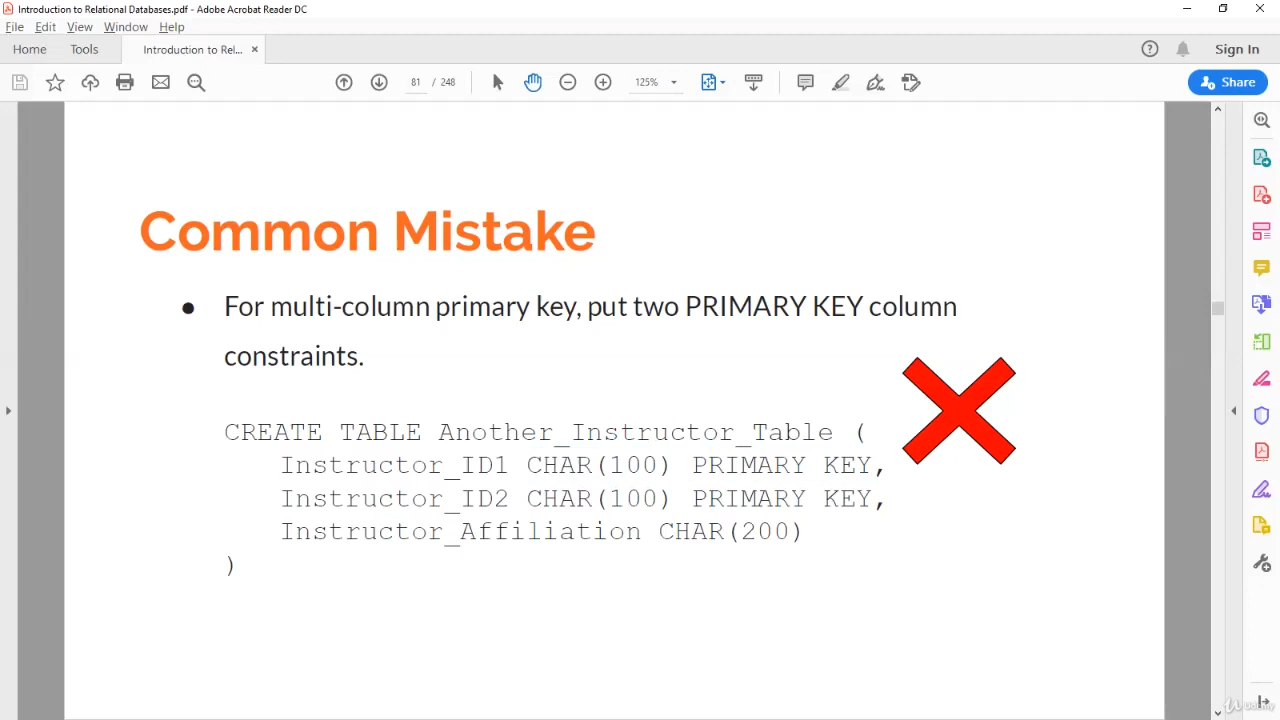 Introduction to Relational Databases.pdf - Adobe Acrobat Reader DC
File Edit View Window Help
Home Tools Introduction to Rel... × Sign In
81 / 248 125% Share
Common Mistake
● For multi-column primary key, put two PRIMARY KEY column
constraints.
CREATE TABLE Another_Instructor_Table (
Instructor_ID1 CHAR(100) PRIMARY KEY,
Instructor_ID2 CHAR(100) PRIMARY KEY,
Instructor_Affiliation CHAR(200)
)
Udemy